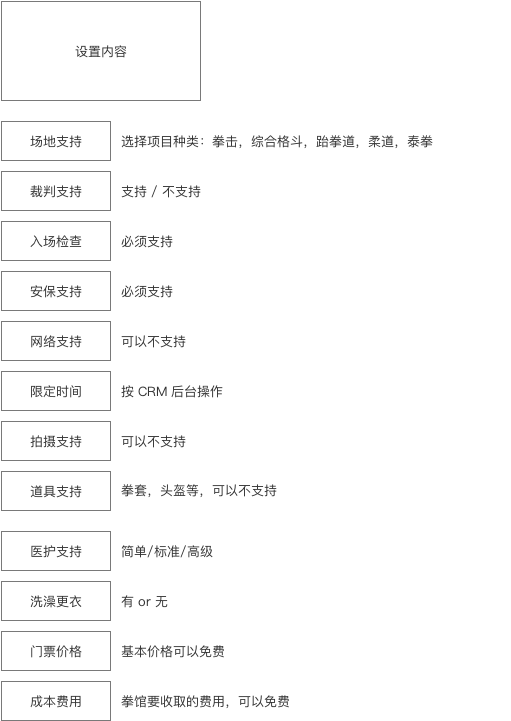 设置内容
场地支持 选择项目种类：拳击，综合格斗，跆拳道，柔道，泰拳
裁判支持 支持 / 不支持
入场检查 必须支持
安保支持 必须支持
网络支持 可以不支持
限定时间 按 CRM 后台操作
拍摄支持 可以不支持
道具支持 拳套，头盔等，可以不支持
医护支持 简单/标准/高级
洗澡更衣 有 or 无
门票价格 基本价格可以免费
成本费用 拳馆要收取的费用，可以免费